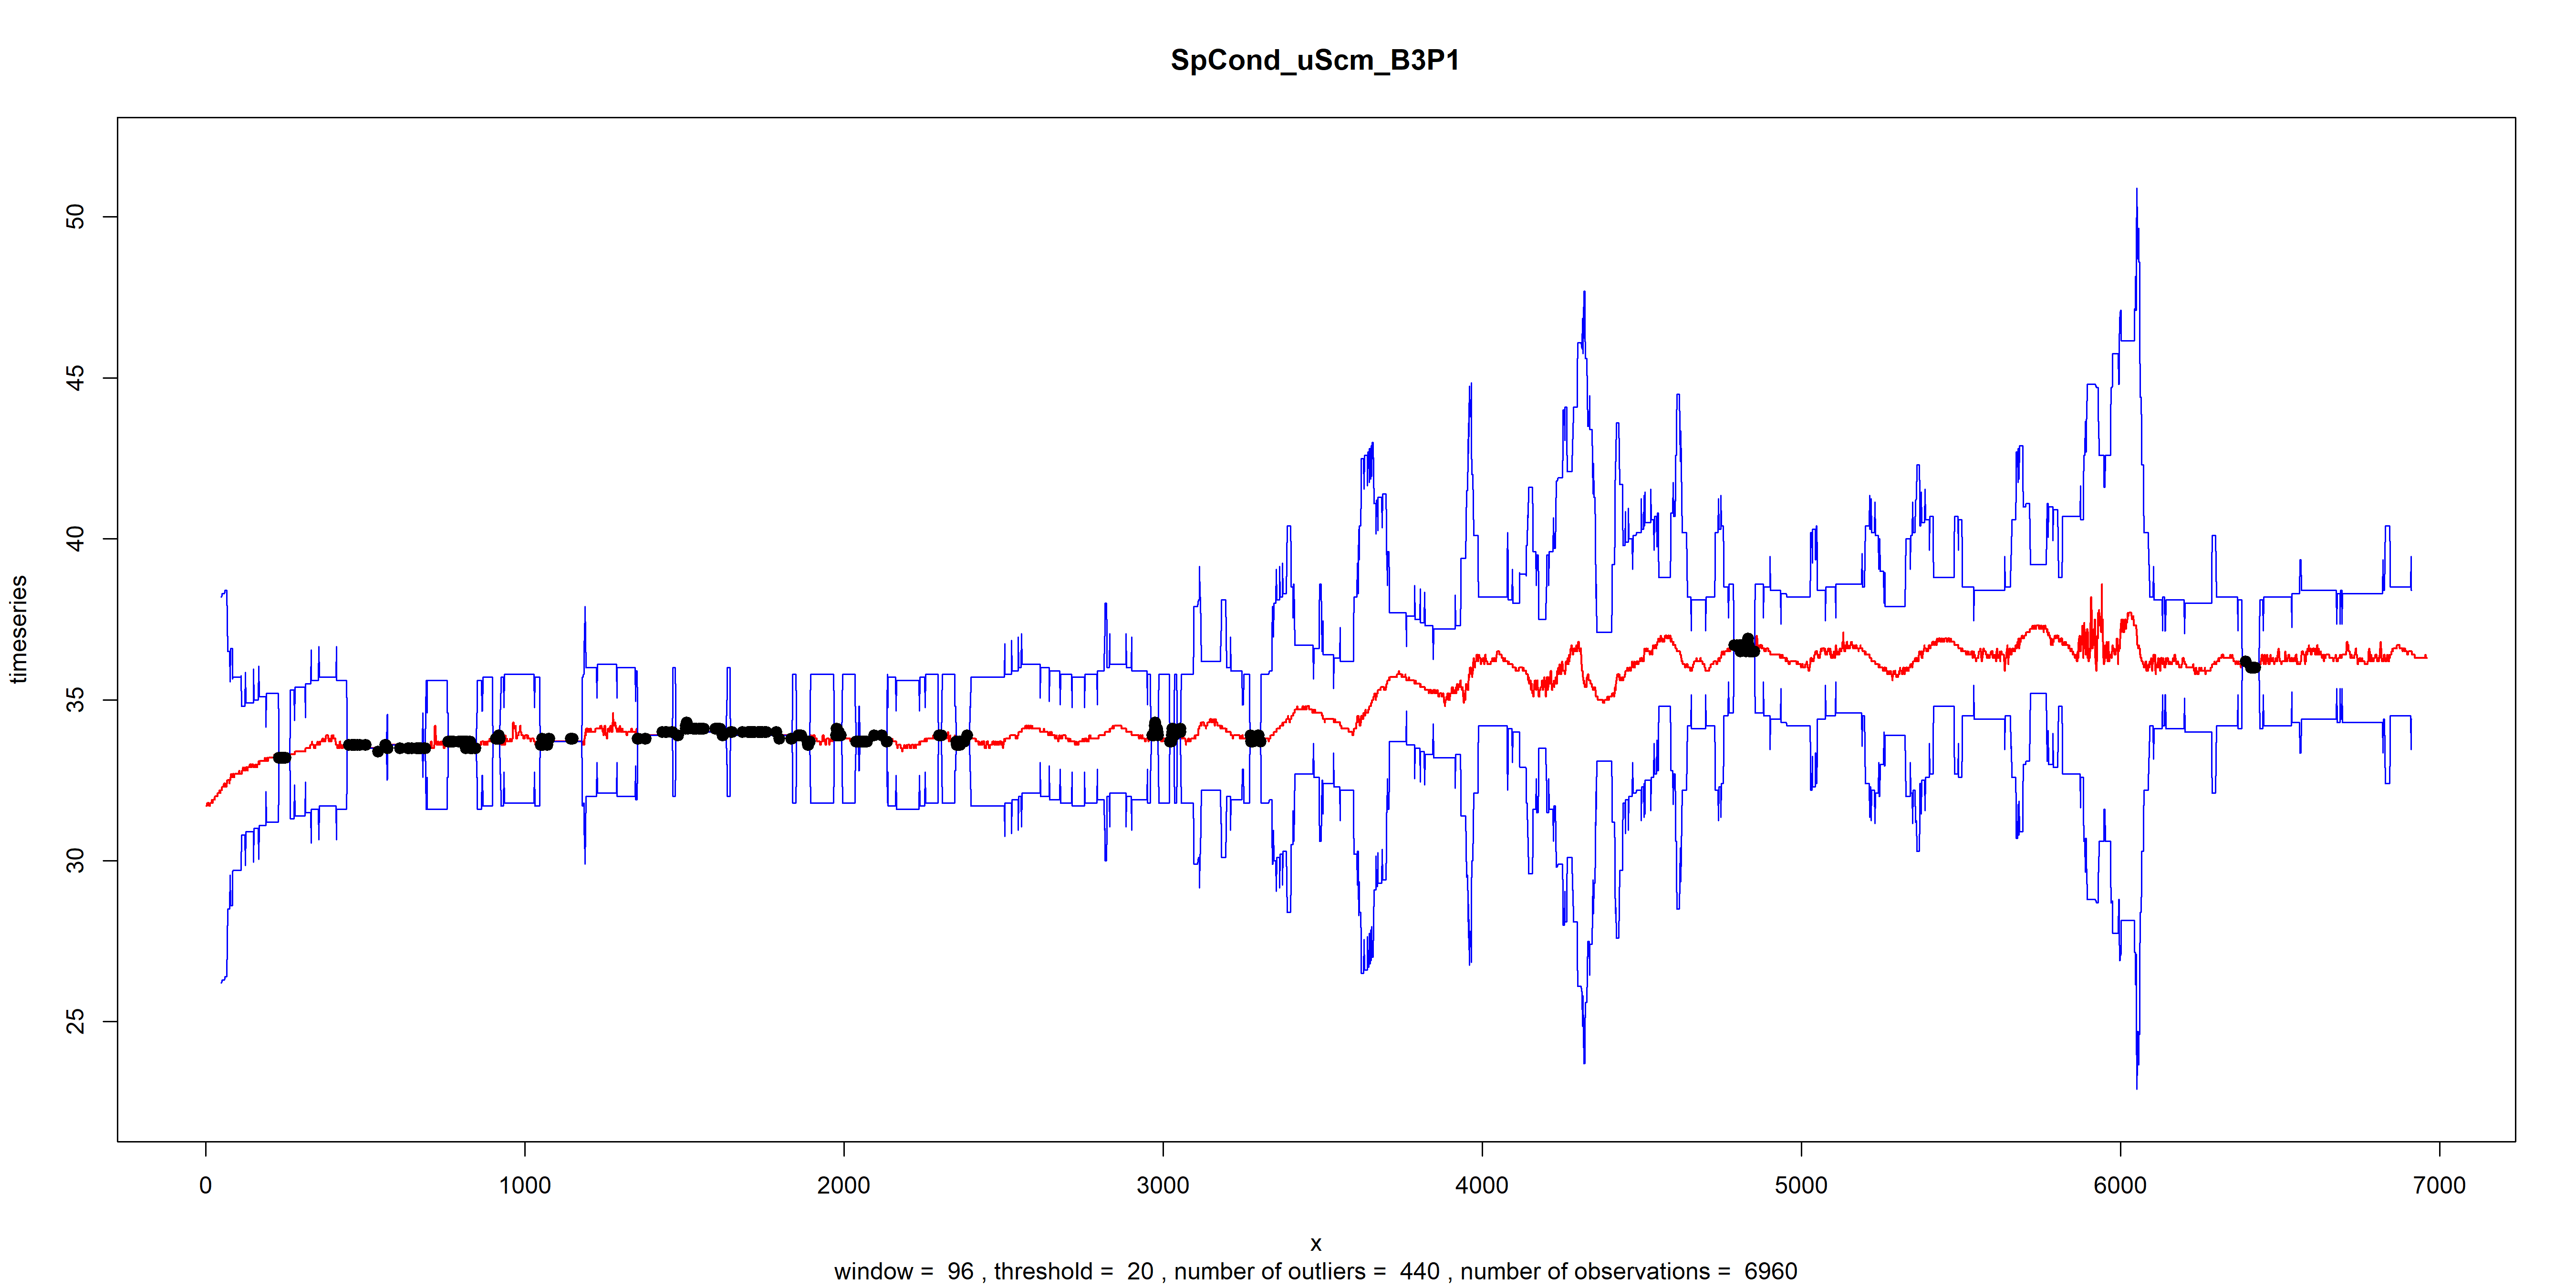 SpCond_uScm_B3P1
timeseries
50
45
40
35
30
25
0 1000 2000 3000 4000 5000 6000 7000
x
window = 96 , threshold = 20 , number of outliers = 440 , number of observations = 6960